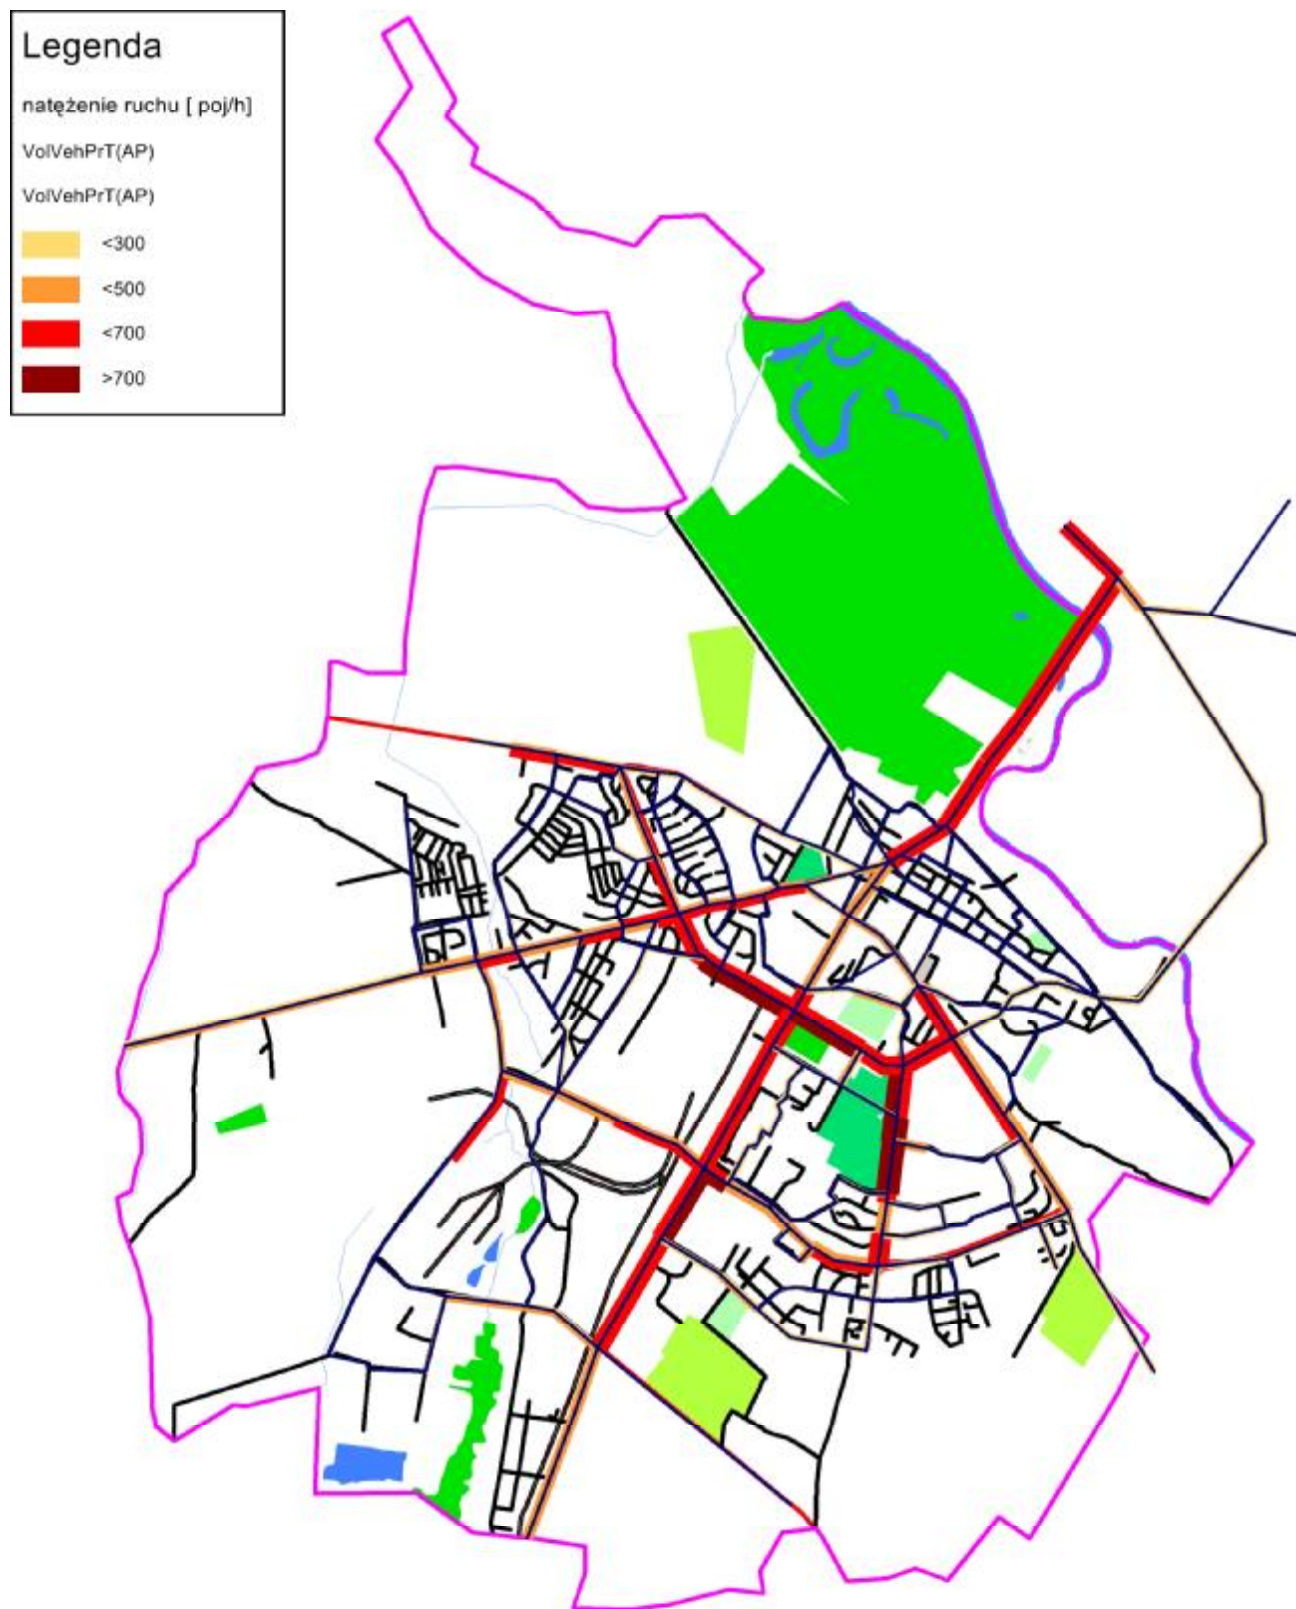 Legenda
natężenie ruchu [ poj/h]
VolVehPrT(AP)
VolVehPrT(AP)
<300
<500
<700
>700